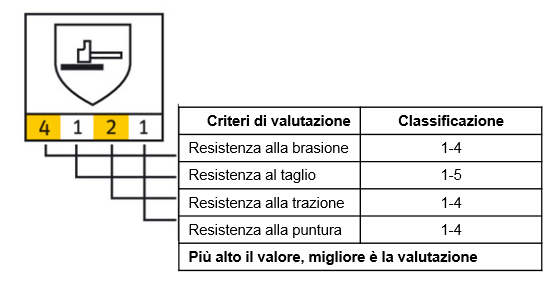 4 1 2 1
Criteri di valutazione Classificazione
Resistenza alla brasione 1-4
Resistenza al taglio 1-5
Resistenza alla trazione 1-4
Resistenza alla puntura 1-4
Più alto il valore, migliore è la valutazione